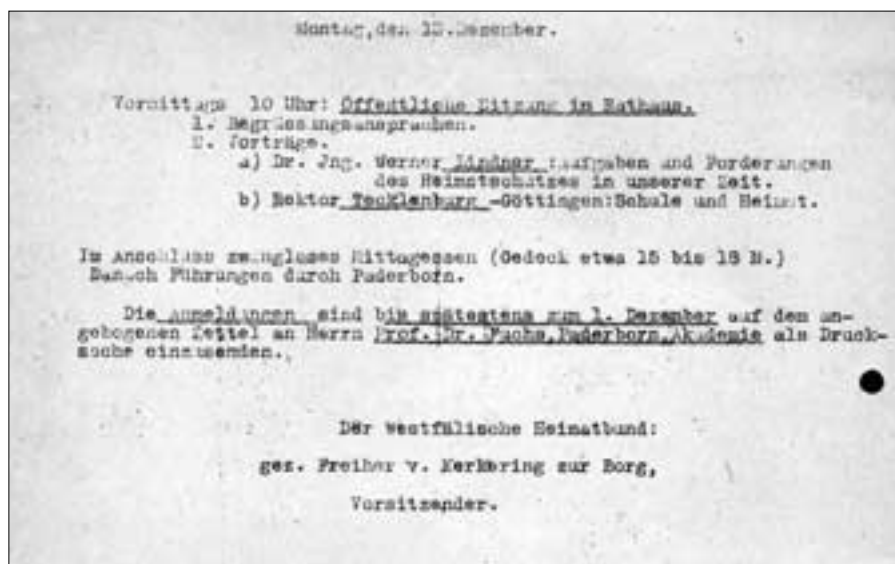 Montag, den 12.Dezember.
Vormittags 10 Uhr: Öffentliche Sitzung im Rathaus.
1. Begrüssungsansprachen.
2. Vorträge.
a) Dr. Jng. Werner Lindner :Aufgaben und Forderungen
des Heimatschutzes in unserer Zeit.
b) Rektor Tecklenburg -Göttingen:Schule und Heimat.
Im Anschluss zwangloses Mittagessen (Gedeck etwa 15 bis 18 M.)
Danach Führungen durch Paderborn.
Die Anmeldungen sind bis spätestens zum 1. Dezember auf dem an-
gebogenen Zettel an Herrn Prof. Dr. Fuchs,Paderborn,Akademie als Druck-
sache einzusenden.
Der Westfälische Heimatbund:
gez. Freiher v. Kerkering zur Borg,
Vorsitzender.